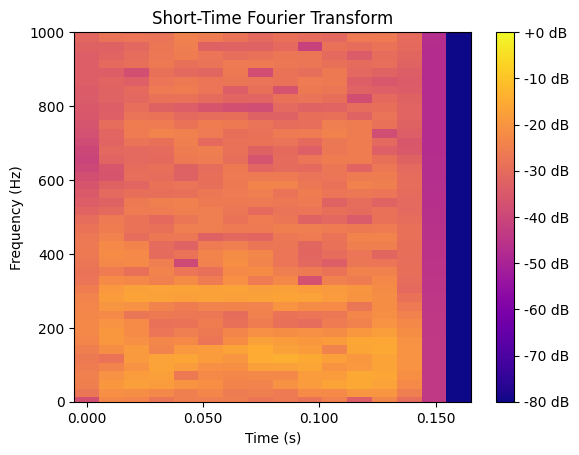 Short-Time Fourier Transform
1000
800
600
400
200
0
Frequency (Hz)
0.000
0.050
0.100
0.150
Time (s)
+0 dB
-10 dB
-20 dB
-30 dB
-40 dB
-50 dB
-60 dB
-70 dB
-80 dB